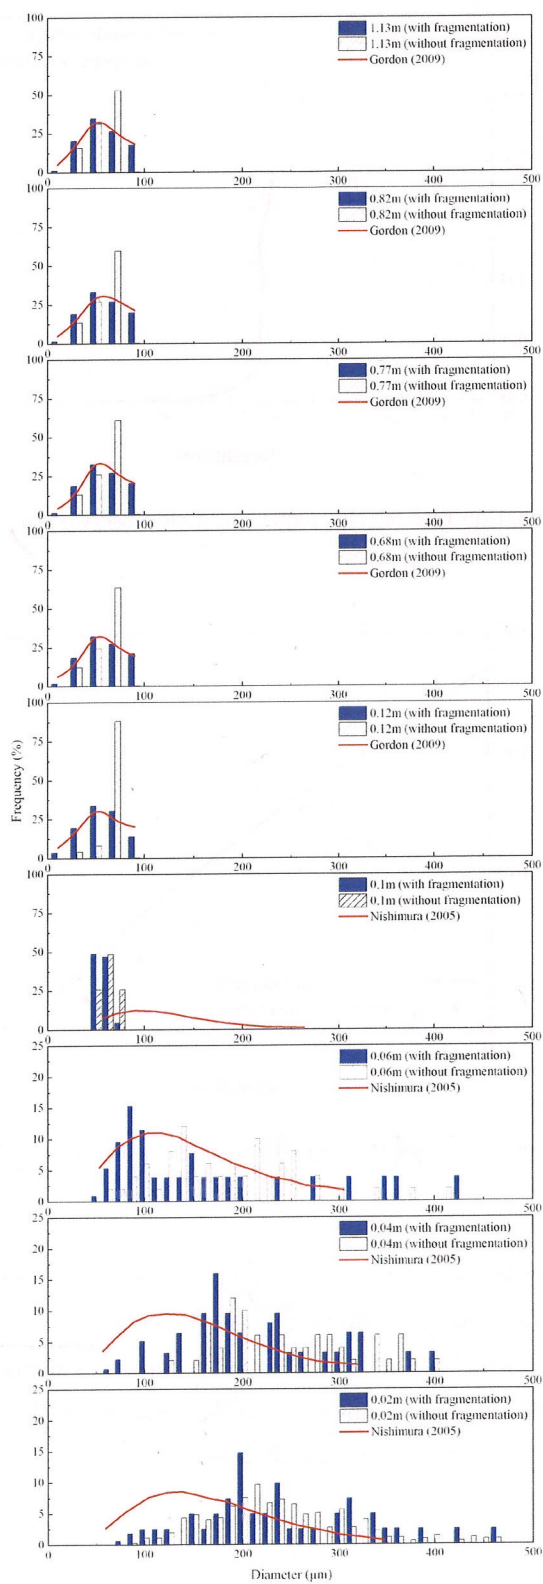 100
75
50
25
0
1.13m (with fragmentation)
1.13m (without fragmentation)
Gordon (2009)
0 100 200 300 400 500
100
75
50
25
0
0.82m (with fragmentation)
0.82m (without fragmentation)
Gordon (2009)
0 100 200 300 400 500
100
75
50
25
0
0.77m (with fragmentation)
0.77m (without fragmentation)
Gordon (2009)
0 100 200 300 400 500
100
75
50
25
0
0.68m (with fragmentation)
0.68m (without fragmentation)
Gordon (2009)
0 100 200 300 400 500
Frequency (%)
100
75
50
25
0
0.12m (with fragmentation)
0.12m (without fragmentation)
Gordon (2009)
0 100 200 300 400 500
100
75
50
25
0
0.1m (with fragmentation)
0.1m (without fragmentation)
Nishimura (2005)
0 100 200 300 400 500
25
20
15
10
5
0
0.06m (with fragmentation)
0.06m (without fragmentation)
Nishimura (2005)
0 100 200 300 400 500
25
20
15
10
5
0
0.04m (with fragmentation)
0.04m (without fragmentation)
Nishimura (2005)
0 100 200 300 400 500
25
20
15
10
5
0
0.02m (with fragmentation)
0.02m (without fragmentation)
Nishimura (2005)
0 100 200 300 400 500
Diameter (μm)